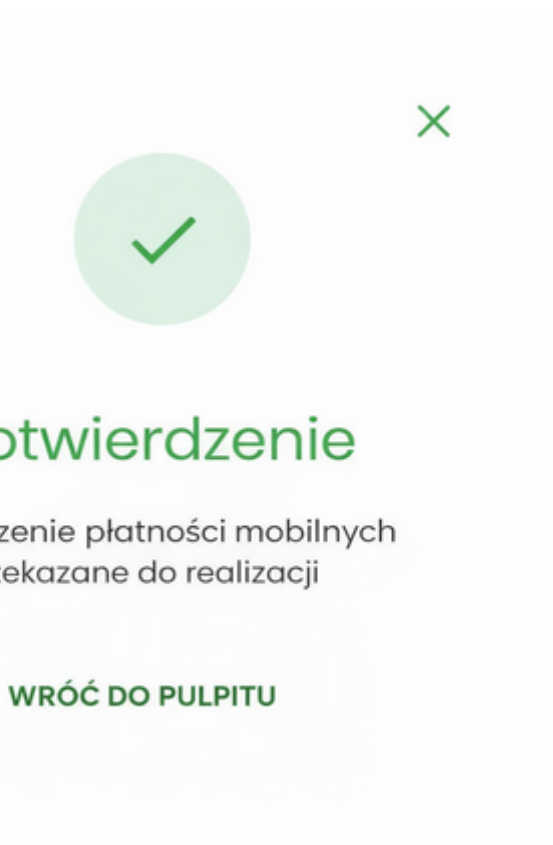 otwierdzenie
zenie płatności mobilnych
ekazane do realizacji
WRÓĆ DO PULPITU